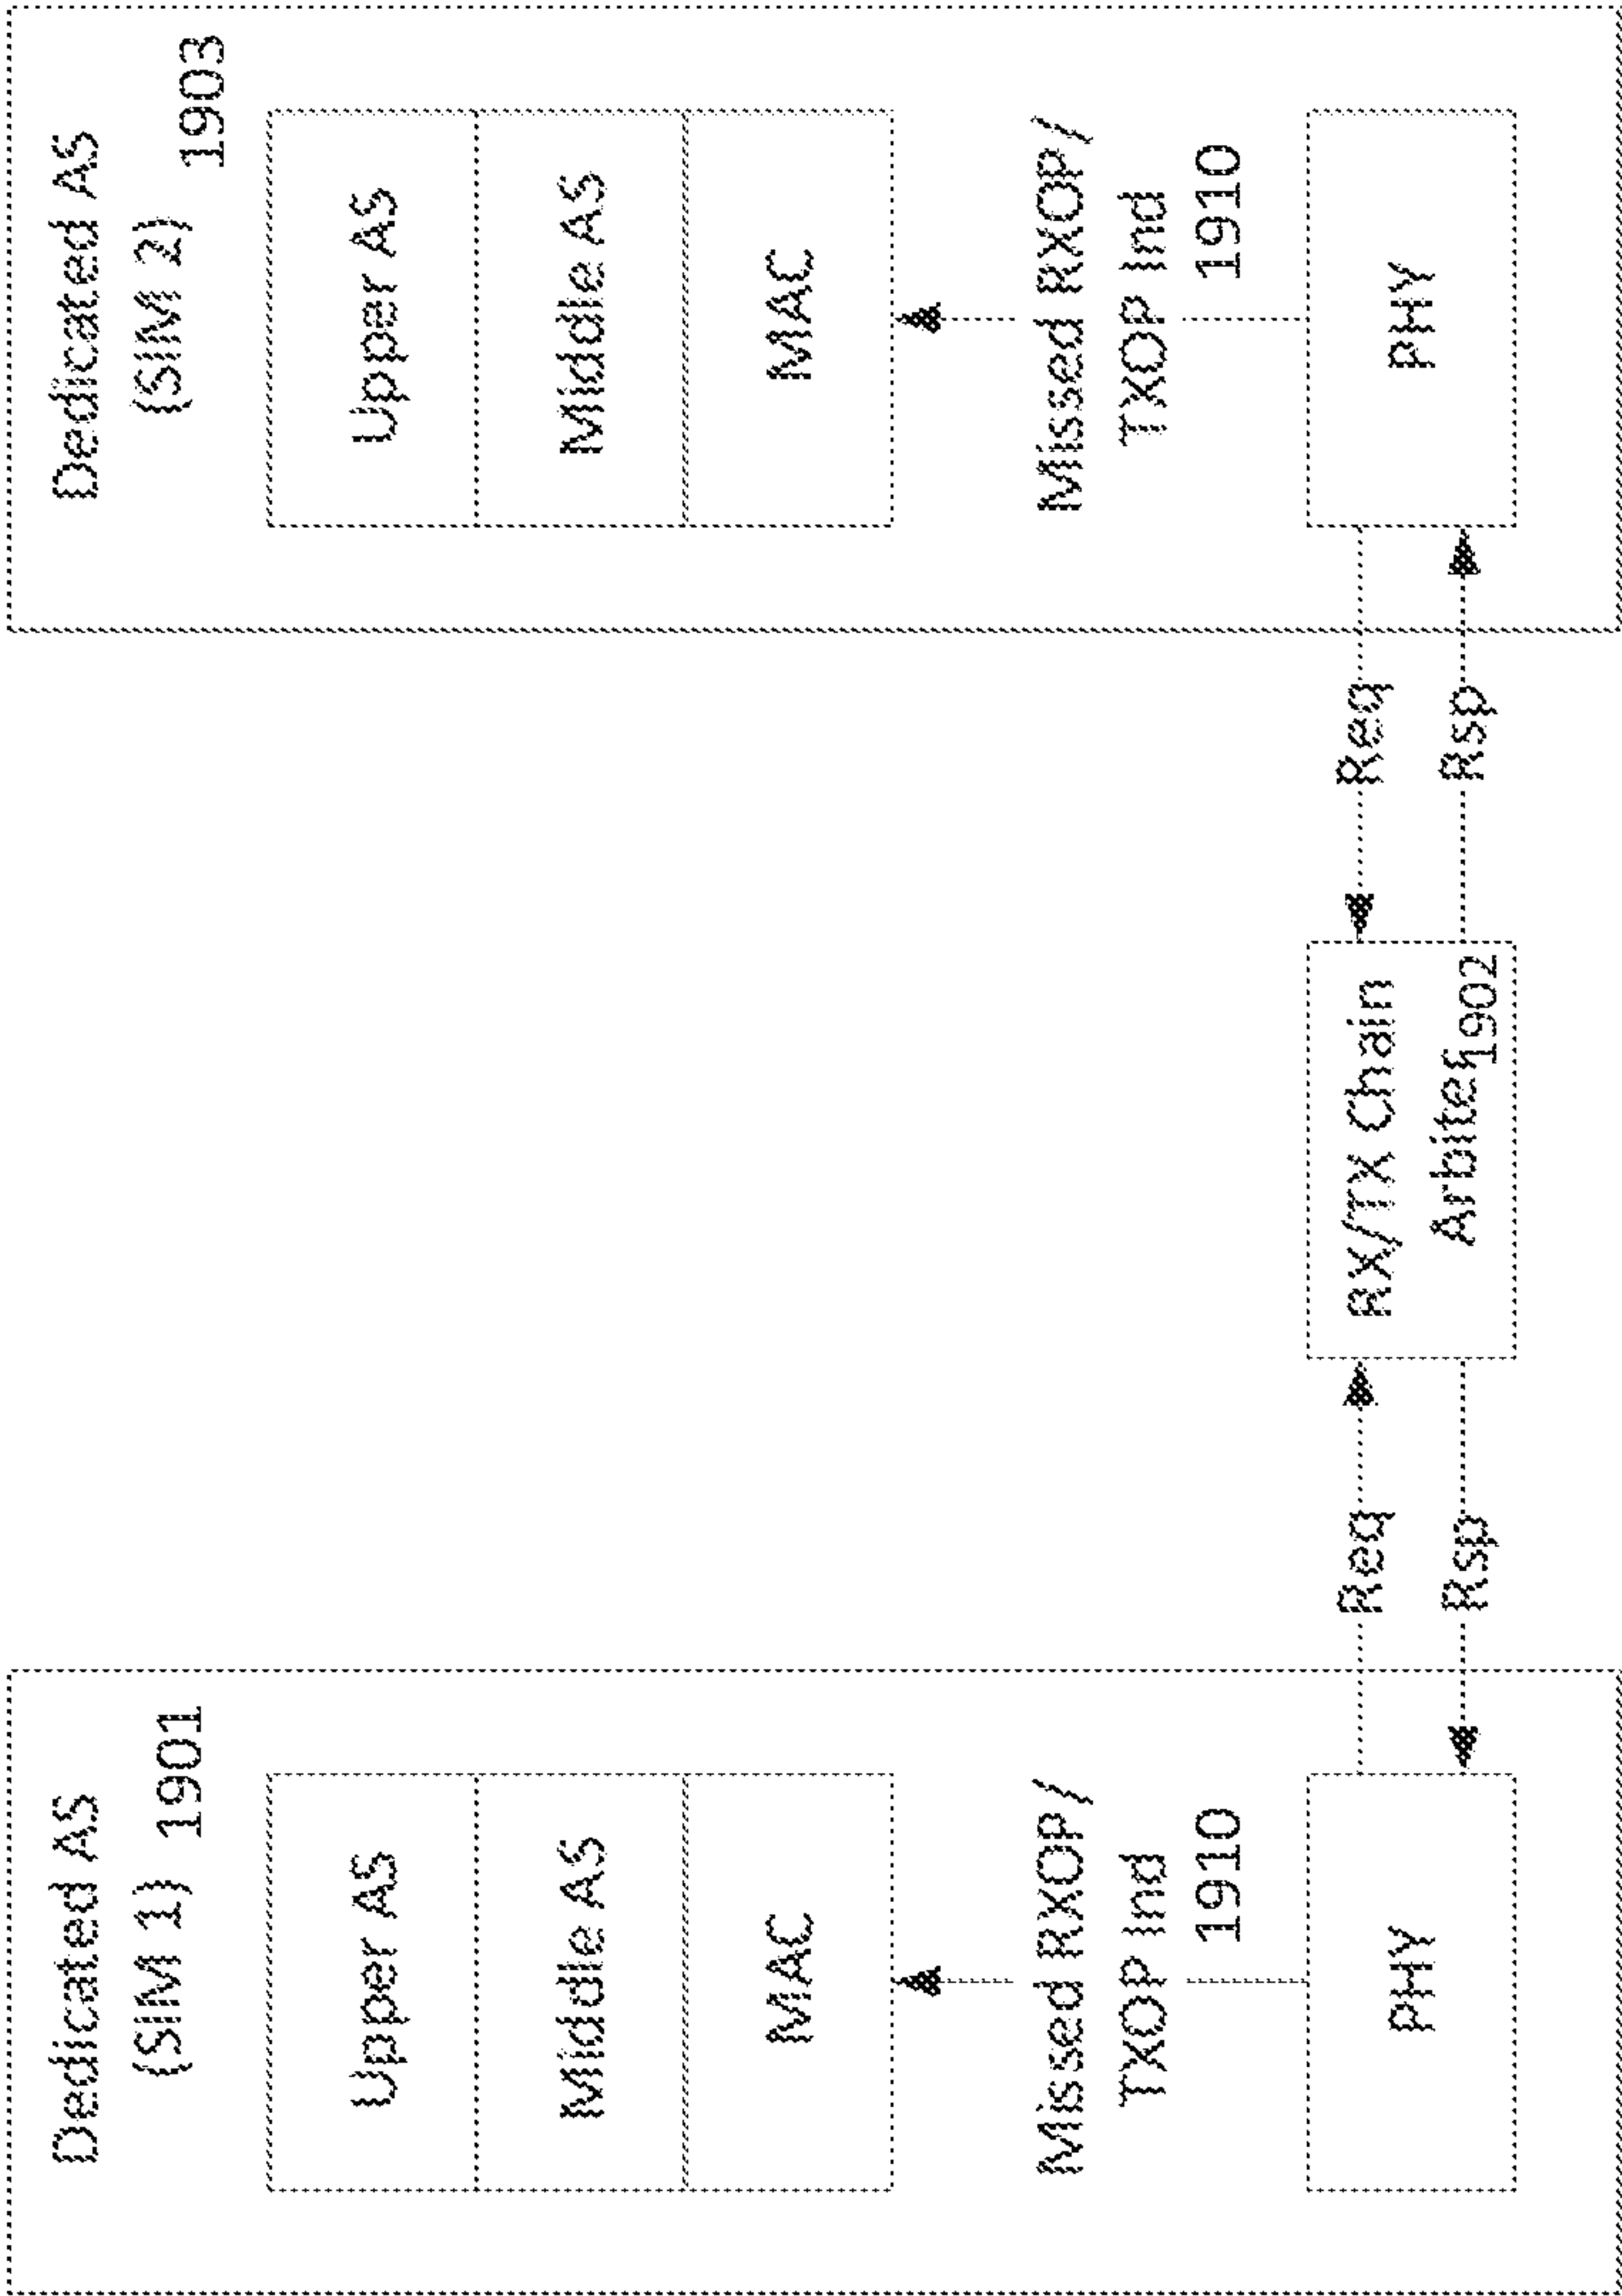 Dedicated AS
(SIM 1) 1901
Upper AS
Middle AS
MAC
Missed RXOP/
TXOP Ind
1910
PHY
Req
Rsp
RX/TX Chain
Arbiter
1902
Req
Rsp
Dedicated AS
(SIM 2)
1903
Upper AS
Middle AS
MAC
Missed RXOP/
TXOP Ind
1910
PHY